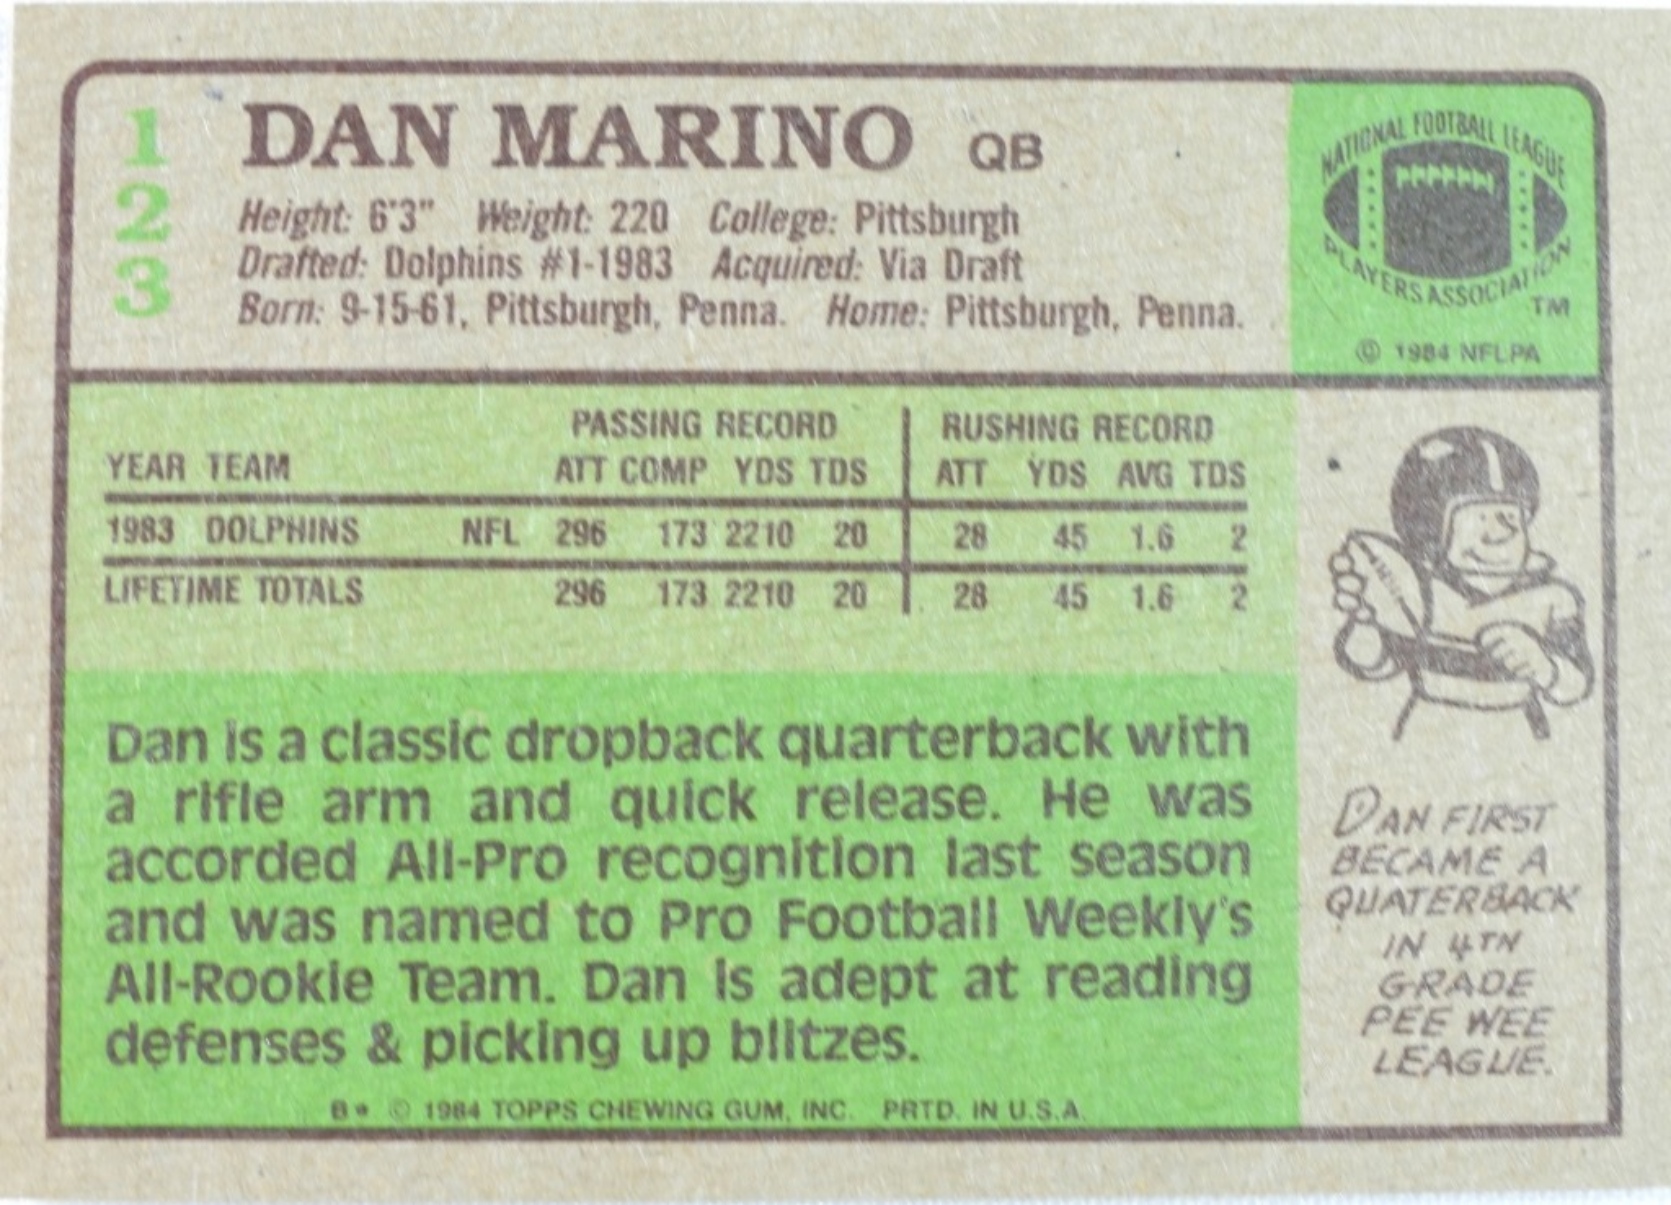 1
2
3
DAN MARINO QB
Height: 6'3" Weight: 220 College: Pittsburgh
Drafted: Dolphins #1-1983 Acquired: Via Draft
Born: 9-15-61, Pittsburgh, Penna. Home: Pittsburgh, Penna.
NATIONAL FOOTBALL LEAGUE
PLAYERS ASSOCIATION
TM
© 1984 NFLPA
PASSING RECORD RUSHING RECORD
YEAR TEAM ATT COMP YDS TDS ATT YDS AVG TDS
1983 DOLPHINS NFL 296 173 2210 20 28 45 1.6 2
LIFETIME TOTALS 296 173 2210 20 28 45 1.6 2
Dan is a classic dropback quarterback with
a rifle arm and quick release. He was
accorded All-Pro recognition last season
and was named to Pro Football Weekly's
All-Rookie Team. Dan is adept at reading
defenses & picking up blitzes.
B* © 1984 TOPPS CHEWING GUM, INC. PRTD. IN U.S.A.
DAN FIRST
BECAME A
QUATERBACK
IN 4TH
GRADE
PEE WEE
LEAGUE.